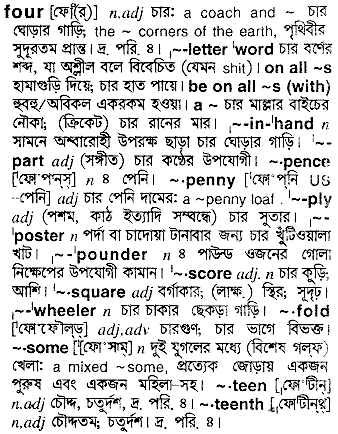 four [ফো(র্)] n.adj চার: a coach and ~ চার
ঘোড়ার গাড়ি, the ~ corners of the earth, পৃথিবীর
সুদূরতম প্রান্ত। দ্র. পরি. ৪। ~-letter 'word চার বর্ণের
শব্দ, যা অশ্লীল বলে বিবেচিত (যেমন shit)। on all ~s
হামাগুড়ি দিয়ে; চার হাত পায়ে। be on all ~s (with)
হুবহু/অবিকল একরকম হওয়া। a ~ চার মাল্লার বাইচের
নৌকা; (ক্রিকেট) চার রানের মার। ˌ~-in-'hand n
সামনে অশ্বারোহী উপরক্ষ ছাড়া চার ঘোড়ার গাড়ি। '~-
part adj (সঙ্গীত) চার কণ্ঠের উপযোগী। ~·pence
['ফোপান্স্] n ৪ পেনি। ~·penny ['ফোপনি US
~পেনি] adj চার পেনি দামের: a ~penny loaf. '~-ply
adj (পশম, কাঠ ইত্যাদি সম্বন্ধে) চার সুতার। ˌ~-
'poster n পর্দা বা চাদোয়া টানাবার জন্য চার খুঁটিওয়ালা
খাট। ˌ~-'pounder n ৪ পাউন্ড ওজনের গোলা
নিক্ষেপের উপযোগী কামান। '~·score adj. n চার কুড়ি;
আশি। '~-square adj বর্গাকার; (লাক্ষ.) স্থির; সুদৃঢ়।
ˌ~-'wheeler n চার চাকার ছেকড়া গাড়ি। ~·fold
['ফোফোল্ড্] adj.adv চারগুণ; চার ভাগে বিভক্ত।
~·some ['ফোসাম্] n দুই যুগলের মধ্যে (বিশেষ গল্‌ফ)
খেলা: a mixed ~some, প্রত্যেক জোড়ায় একজন
পুরুষ এবং একজন মহিলা-সহ। ~·teen [ˌফোটীন্]
n.adj চৌদ্দ, চতুর্দশ, দ্র. পরি. ৪। ~·teenth [ˌফোটীনথ্]
n.adj চৌদ্দতম; চতুর্দশ। দ্র. পরি. ৪।